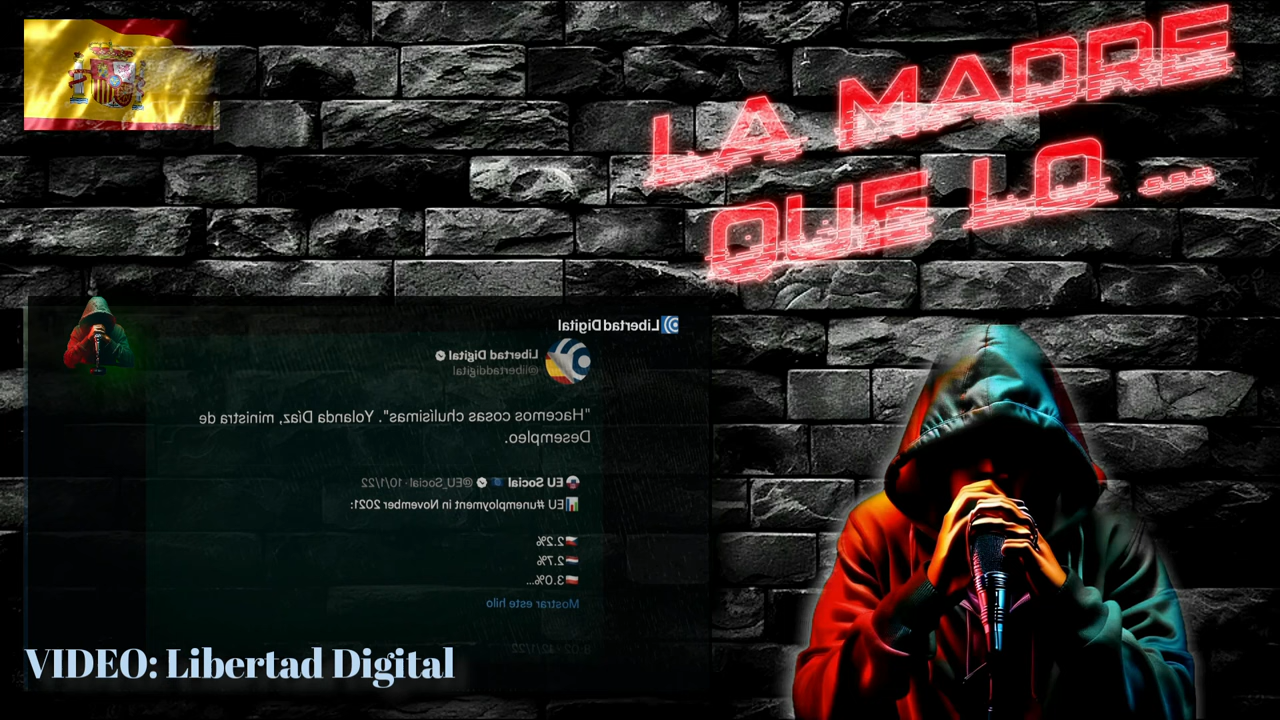 LA MADRE
QUE LO ...
Libertad Digital
Libertad Digital
@libertaddigital
"Hacemos cosas chulísimas". Yolanda Díaz, ministra de
Desempleo.
EU Social @EU_Social · 10/1/22
EU #unemployment in November 2021:
2.2%
2.7%
3.0%...
Mostrar este hilo
VIDEO: Libertad Digital